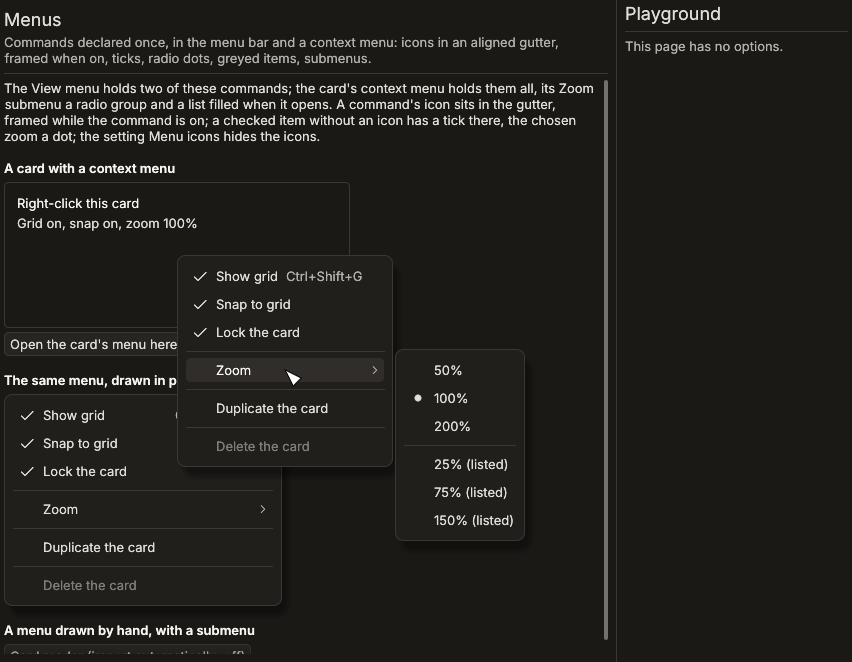 Menus
Commands declared once, in the menu bar and a context menu: icons in an aligned gutter,
framed when on, ticks, radio dots, greyed items, submenus.
The View menu holds two of these commands; the card's context menu holds them all, its Zoom
submenu a radio group and a list filled when it opens. A command's icon sits in the gutter,
framed while the command is on; a checked item without an icon has a tick there, the chosen
zoom a dot; the setting Menu icons hides the icons.
A card with a context menu
Right-click this card
Grid on, snap on, zoom 100%
Show grid Ctrl+Shift+G
Snap to grid
Lock the card
Zoom
Duplicate the card
Delete the card
50%
100%
200%
25% (listed)
75% (listed)
150% (listed)
Open the card's menu here
The same menu, drawn in
Show grid
Snap to grid
Lock the card
Zoom
Duplicate the card
Delete the card
A menu drawn by hand, with a submenu
Playground
This page has no options.